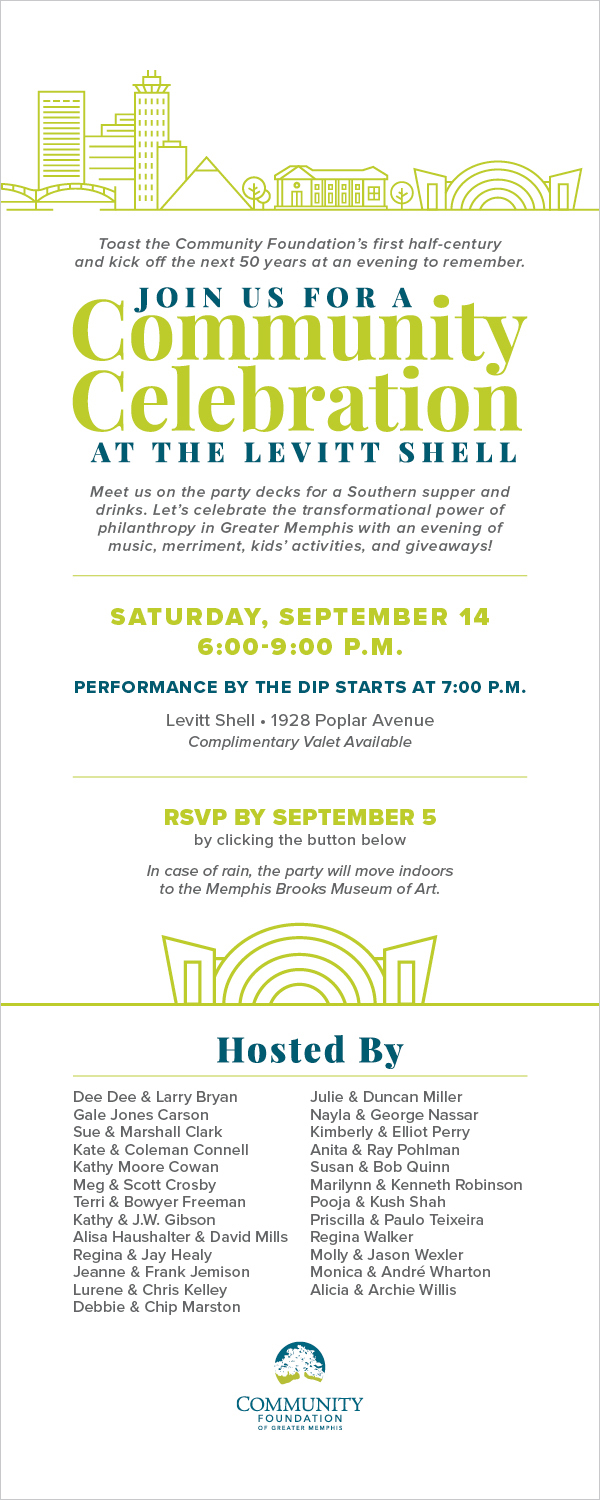 Toast the Community Foundation's first half-century
and kick off the next 50 years at an evening to remember.
JOIN US FOR A
Community
Celebration
AT THE LEVITT SHELL
Meet us on the party decks for a Southern supper and
drinks. Let's celebrate the transformational power of
philanthropy in Greater Memphis with an evening of
music, merriment, kids' activities, and giveaways!
SATURDAY, SEPTEMBER 14
6:00-9:00 P.M.
PERFORMANCE BY THE DIP STARTS AT 7:00 P.M.
Levitt Shell • 1928 Poplar Avenue
Complimentary Valet Available
RSVP BY SEPTEMBER 5
by clicking the button below
In case of rain, the party will move indoors
to the Memphis Brooks Museum of Art.
Hosted By
Dee Dee & Larry Bryan
Gale Jones Carson
Sue & Marshall Clark
Kate & Coleman Connell
Kathy Moore Cowan
Meg & Scott Crosby
Terri & Bowyer Freeman
Kathy & J.W. Gibson
Alisa Haushalter & David Mills
Regina & Jay Healy
Jeanne & Frank Jemison
Lurene & Chris Kelley
Debbie & Chip Marston
Julie & Duncan Miller
Nayla & George Nassar
Kimberly & Elliot Perry
Anita & Ray Pohlman
Susan & Bob Quinn
Marilynn & Kenneth Robinson
Pooja & Kush Shah
Priscilla & Paulo Teixeira
Regina Walker
Molly & Jason Wexler
Monica & André Wharton
Alicia & Archie Willis
COMMUNITY
FOUNDATION
OF GREATER MEMPHIS